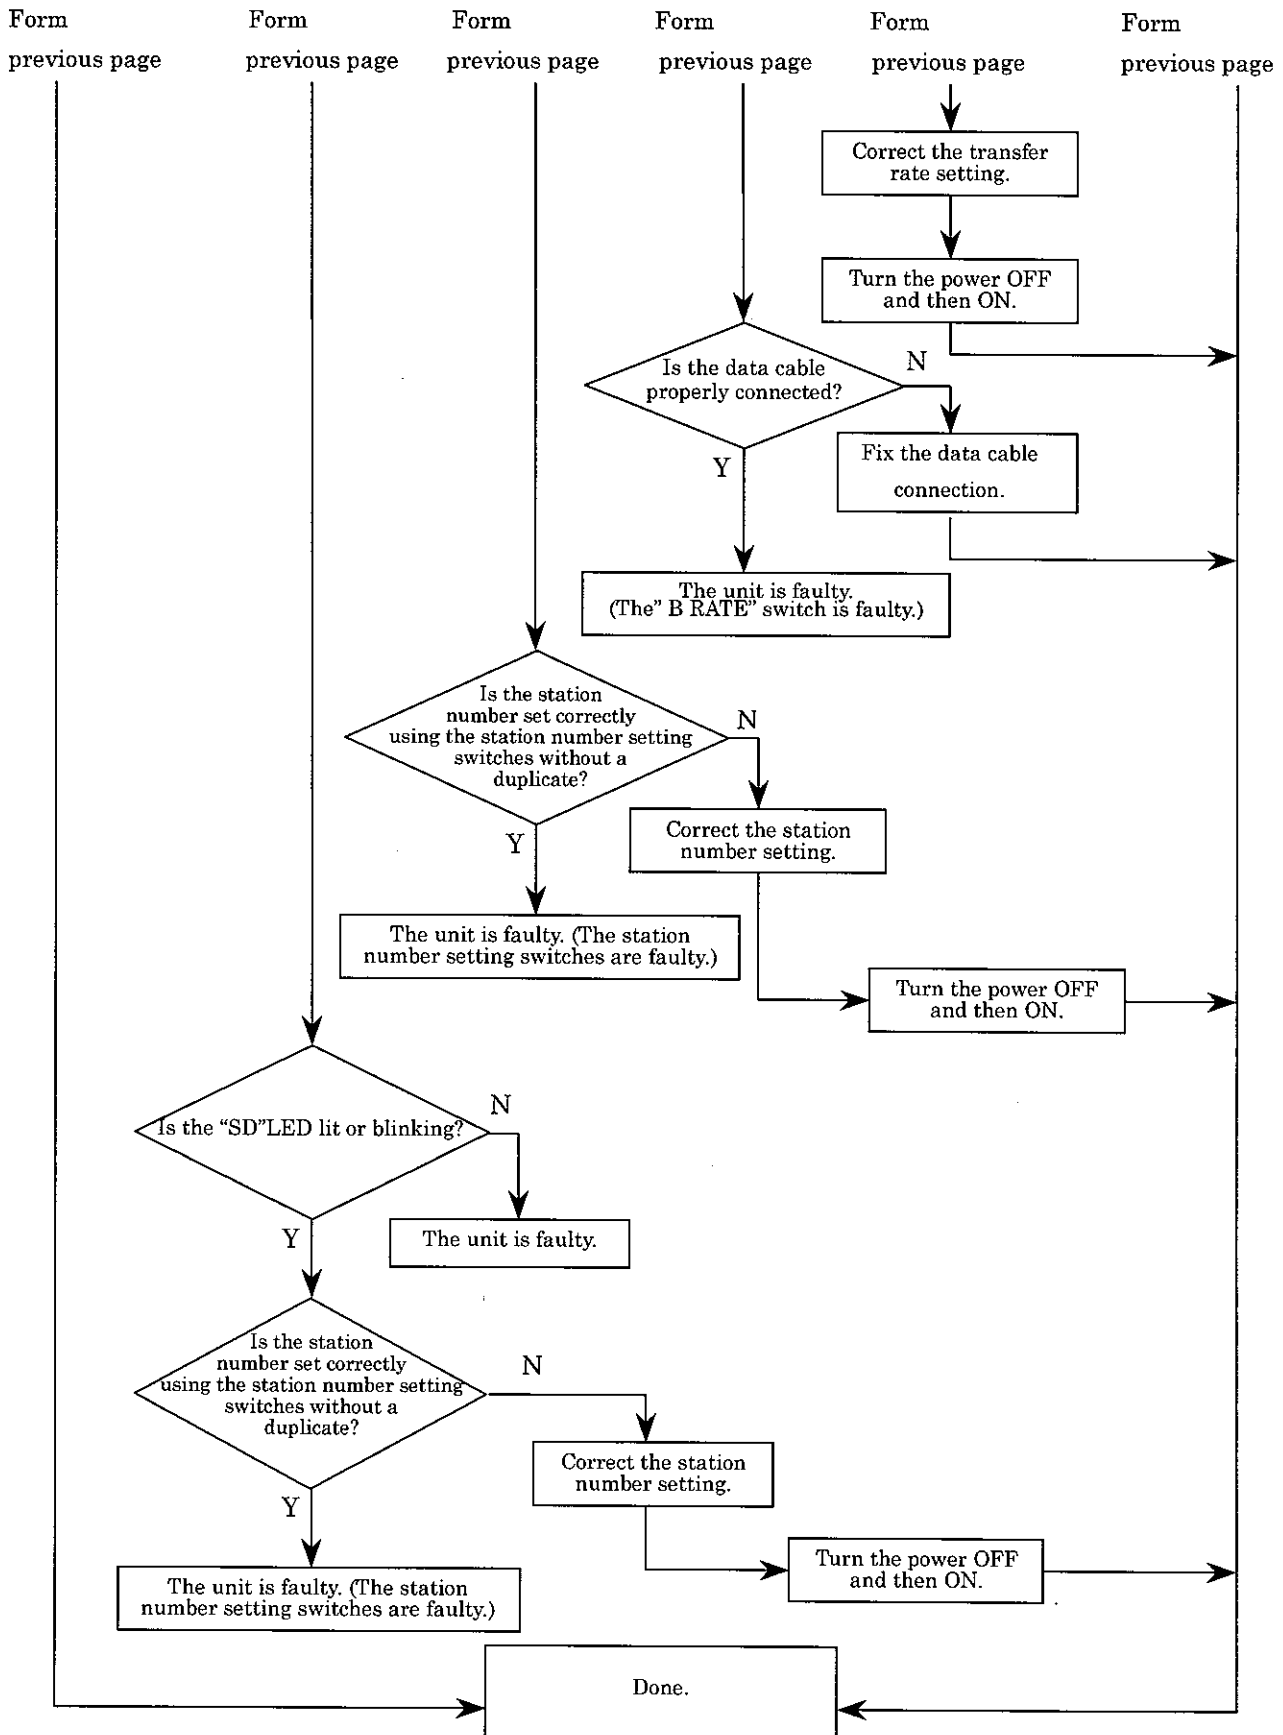 Form
previous page
Form
previous page
Form
previous page
Form
previous page
Form
previous page
Form
previous page
Correct the transfer
rate setting.
Turn the power OFF
and then ON.
Is the data cable
properly connected?
N
Y
Fix the data cable
connection.
The unit is faulty.
(The" B RATE" switch is faulty.)
Is the station
number set correctly
using the station number setting
switches without a
duplicate?
N
Y
Correct the station
number setting.
The unit is faulty. (The station
number setting switches are faulty.)
Turn the power OFF
and then ON.
Is the "SD"LED lit or blinking?
N
Y
The unit is faulty.
Is the station
number set correctly
using the station number setting
switches without a
duplicate?
N
Y
Correct the station
number setting.
Turn the power OFF
and then ON.
The unit is faulty. (The station
number setting switches are faulty.)
Done.